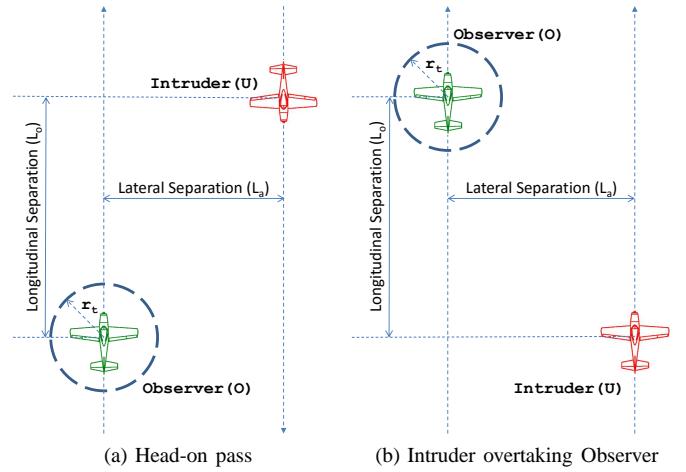 Observer(O)
r_t
Intruder(U)
Longitudinal Separation (L_o)
Lateral Separation (L_a)
r_t
Observer(O)
Longitudinal Separation (L_o)
Lateral Separation (L_a)
Intruder(U)
(a) Head-on pass
(b) Intruder overtaking Observer